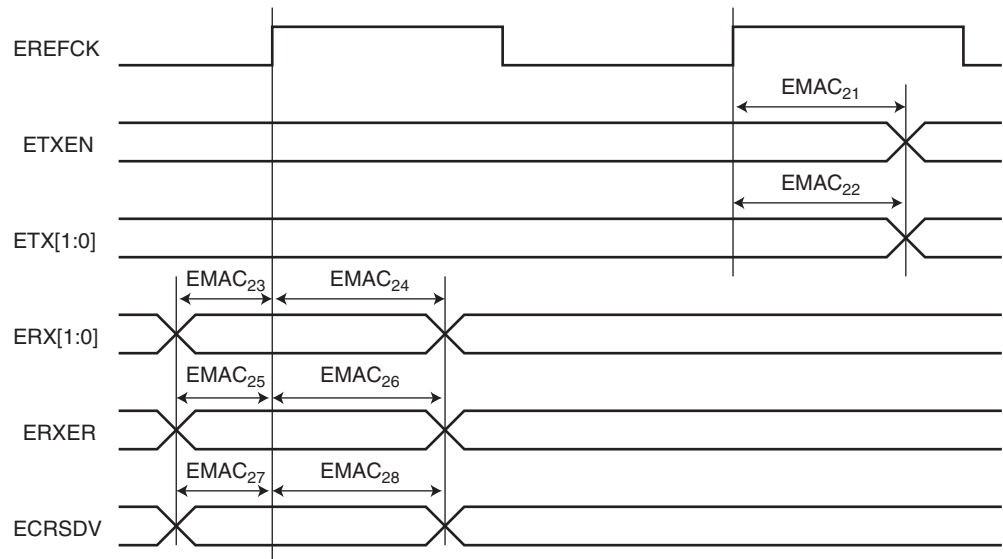 EREFCK
EMAC21
ETXEN
EMAC22
ETX[1:0]
EMAC23 EMAC24
ERX[1:0]
EMAC25 EMAC26
ERXER
EMAC27 EMAC28
ECRSDV